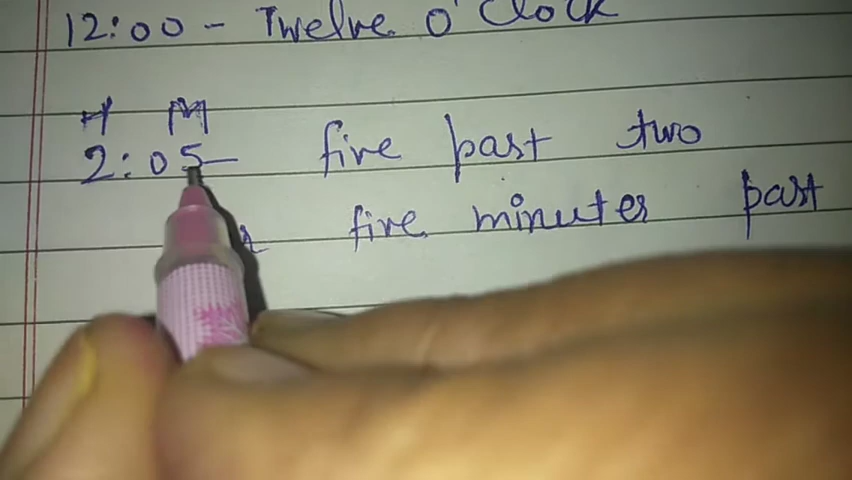 12:00 - Twelve o'Clock
H M
2:05 - five past two
five minutes past